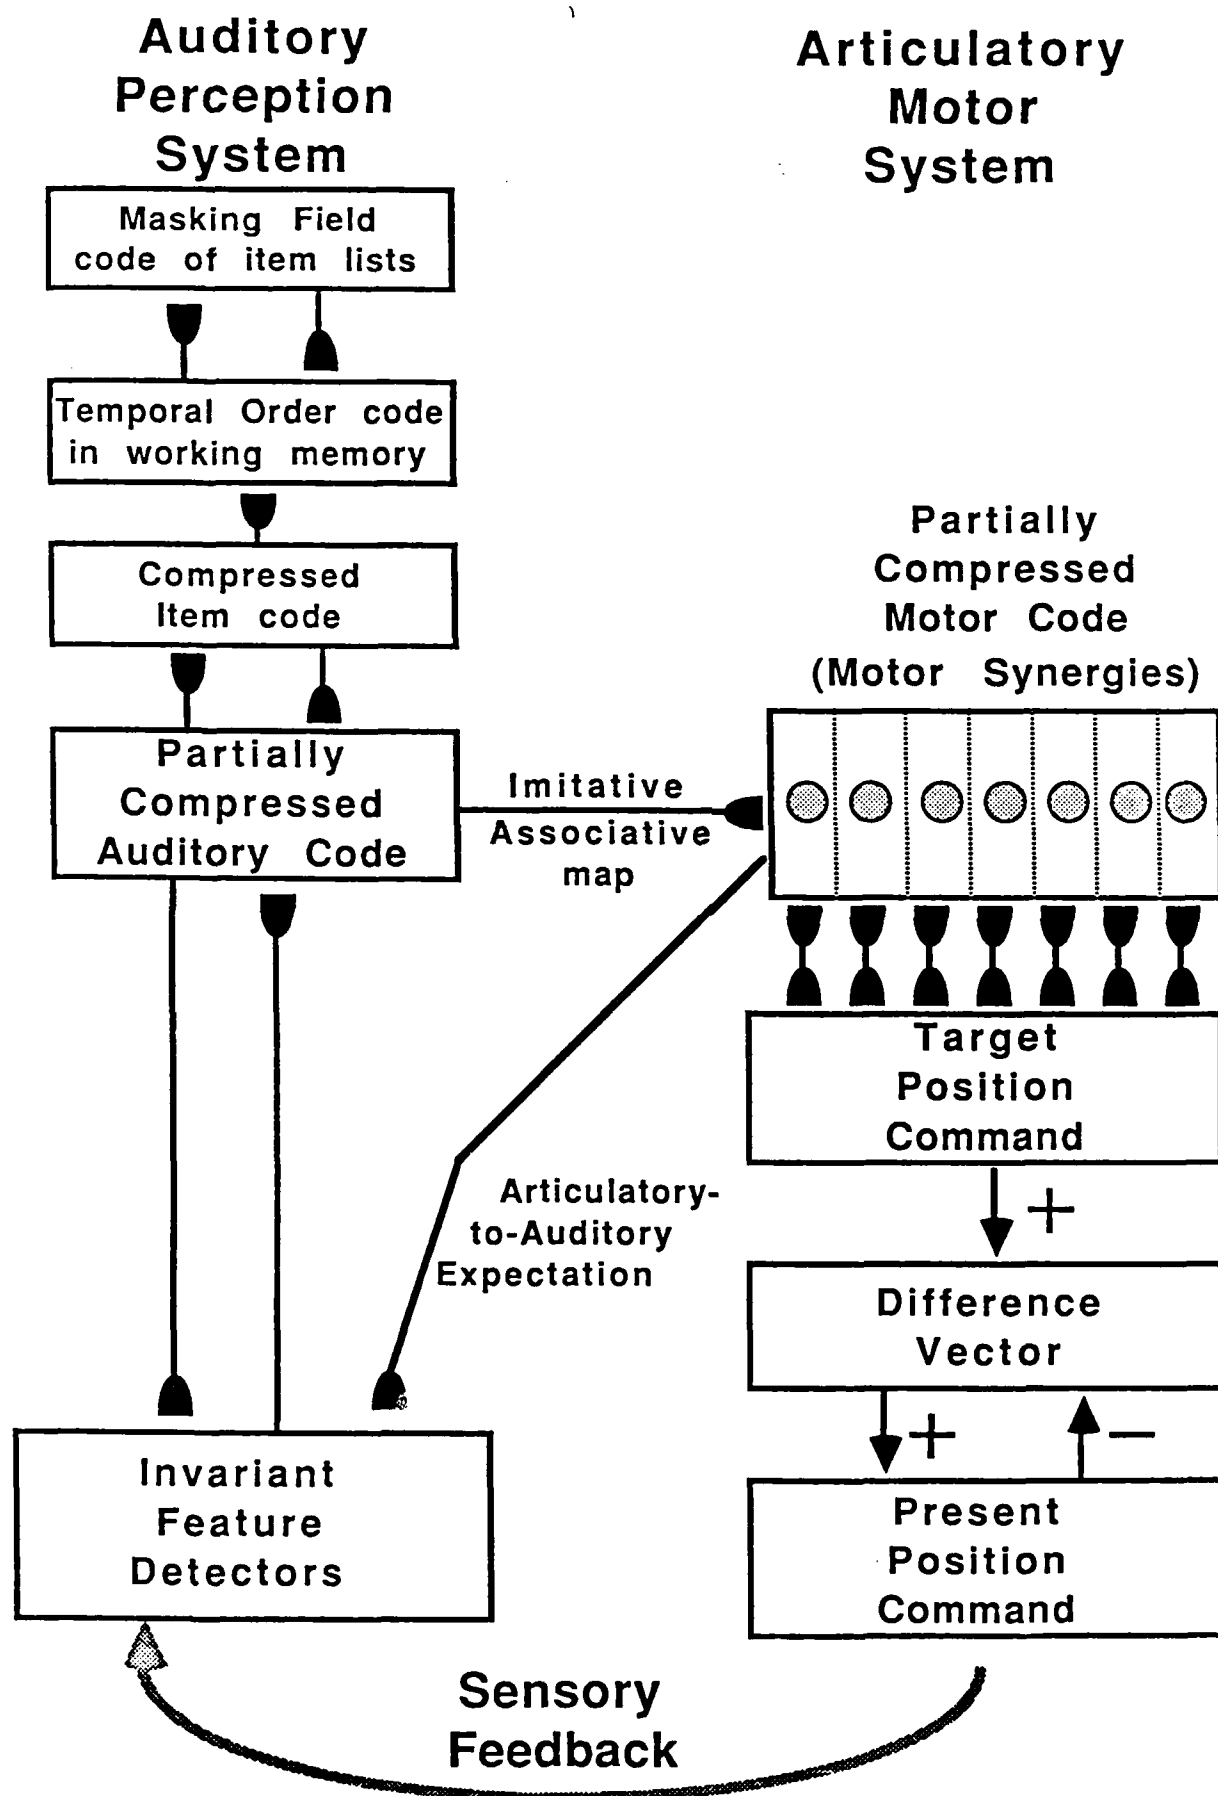 Auditory
Perception
System
Masking Field
code of item lists
Temporal Order code
in working memory
Compressed
Item code
Partially
Compressed
Auditory Code
Imitative
Associative
map
Articulatory
Motor
System
Partially
Compressed
Motor Code
(Motor Synergies)
Target
Position
Command
+
Difference
Vector
+
−
Present
Position
Command
Articulatory-
to-Auditory
Expectation
Invariant
Feature
Detectors
Sensory
Feedback